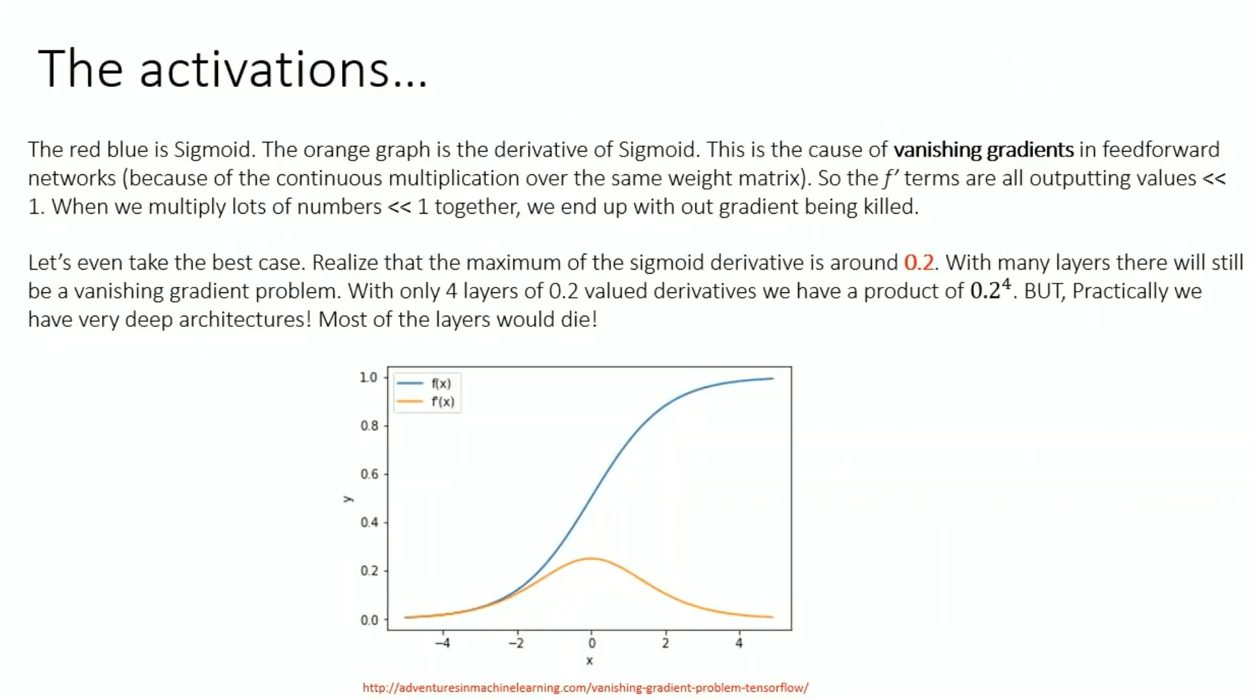 The activations...
The red blue is Sigmoid. The orange graph is the derivative of Sigmoid. This is the cause of vanishing gradients in feedforward
networks (because of the continuous multiplication over the same weight matrix). So the f′ terms are all outputting values <<
1. When we multiply lots of numbers << 1 together, we end up with out gradient being killed.
Let's even take the best case. Realize that the maximum of the sigmoid derivative is around 0.2. With many layers there will still
be a vanishing gradient problem. With only 4 layers of 0.2 valued derivatives we have a product of 0.2⁴. BUT, Practically we
have very deep architectures! Most of the layers would die!
1.0
f(x)
f'(x)
0.8
0.6
y
0.4
0.2
0.0
−4 −2 0 2 4
x
http://adventuresinmachinelearning.com/vanishing-gradient-problem-tensorflow/